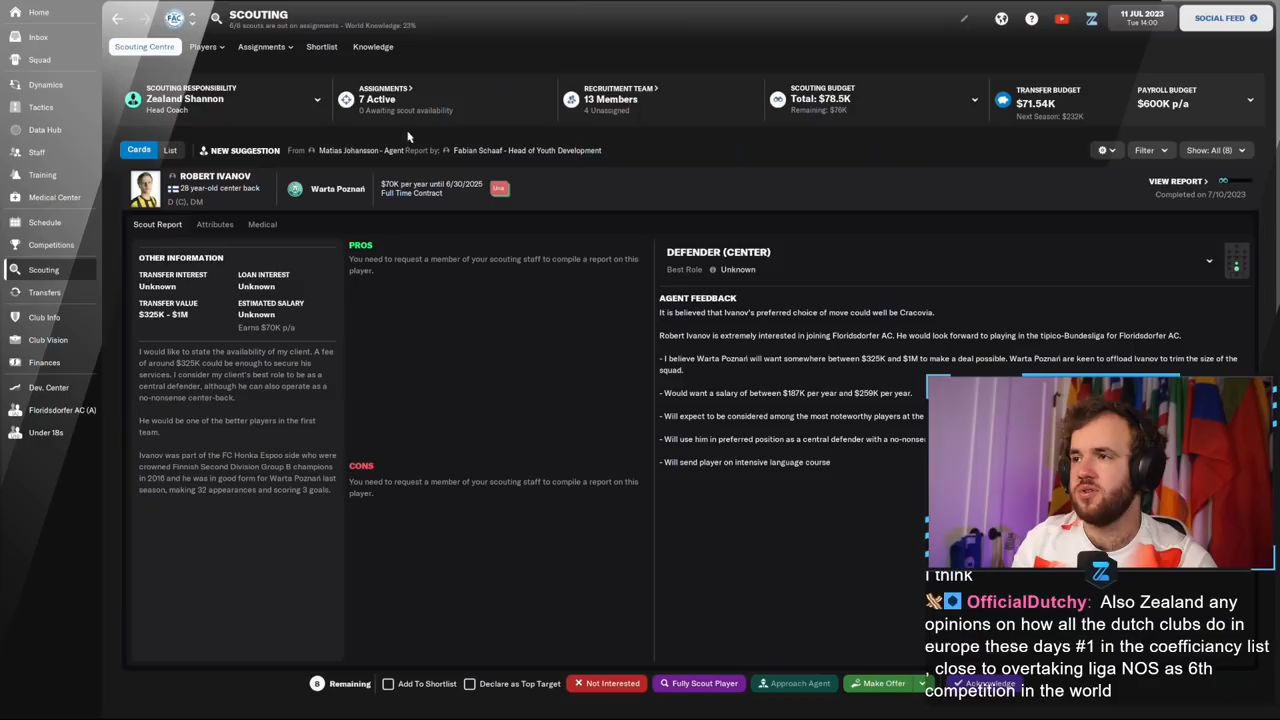 Home
Inbox
Squad
Dynamics
Tactics
Data Hub
Staff
Training
Medical Center
Schedule
Competitions
Scouting
Transfers
Club Info
Club Vision
Finances
Dev. Center
Floridsdorfer AC (A)
Under 18s
FAC
SCOUTING
6/6 scouts are out on assignments - World Knowledge: 23%
Z
11 JUL 2023
Tue 14:00
SOCIAL FEED
Scouting Centre
Players
Assignments
Shortlist
Knowledge
SCOUTING RESPONSIBILITY
Zealand Shannon
Head Coach
ASSIGNMENTS >
7 Active
0 Awaiting scout availability
RECRUITMENT TEAM >
13 Members
4 Unassigned
SCOUTING BUDGET
Total: $78.5K
Remaining: $76K
TRANSFER BUDGET
$71.54K
Next Season: $232K
PAYROLL BUDGET
$600K p/a
Cards
List
NEW SUGGESTION
From
Matias Johansson - Agent Report by:
Fabian Schaaf - Head of Youth Development
Filter
Show: All (8)
ROBERT IVANOV
28 year-old center back
D (C), DM
Warta Poznań
$70K per year until 6/30/2025
Full Time Contract
Una
VIEW REPORT >
Completed on 7/10/2023
Scout Report
Attributes
Medical
OTHER INFORMATION
TRANSFER INTEREST
Unknown
LOAN INTEREST
Unknown
TRANSFER VALUE
$325K - $1M
ESTIMATED SALARY
Unknown
Earns $70K p/a
I would like to state the availability of my client. A fee
of around $325K could be enough to secure his
services. I consider my client's best role to be as a
central defender, although he can also operate as a
no-nonsense center-back.
He would be one of the better players in the first
team.
Ivanov was part of the FC Honka Espoo side who were
crowned Finnish Second Division Group B champions
in 2016 and he was in good form for Warta Poznań last
season, making 32 appearances and scoring 3 goals.
PROS
You need to request a member of your scouting staff to compile a report on this
player.
CONS
You need to request a member of your scouting staff to compile a report on this
player.
DEFENDER (CENTER)
Best Role
Unknown
AGENT FEEDBACK
It is believed that Ivanov's preferred choice of move could well be Cracovia.
Robert Ivanov is extremely interested in joining Floridsdorfer AC. He would look forward to playing in the tipico-Bundesliga for Floridsdorfer AC.
- I believe Warta Poznań will want somewhere between $325K and $1M to make a deal possible. Warta Poznań are keen to offload Ivanov to trim the size of the
squad.
- Would want a salary of between $187K per year and $259K per year.
- Will expect to be considered among the most noteworthy players at the
- Will use him in preferred position as a central defender with a no-nonse
- Will send player on intensive language course
I think
OfficialDutchy: Also Zealand any
opinions on how all the dutch clubs do in
europe these days #1 in the coefficiancy list
, close to overtaking liga NOS as 6th
competition in the world
8 Remaining
Add To Shortlist
Declare as Top Target
Not Interested
Fully Scout Player
Approach Agent
Make Offer
Acknowledge